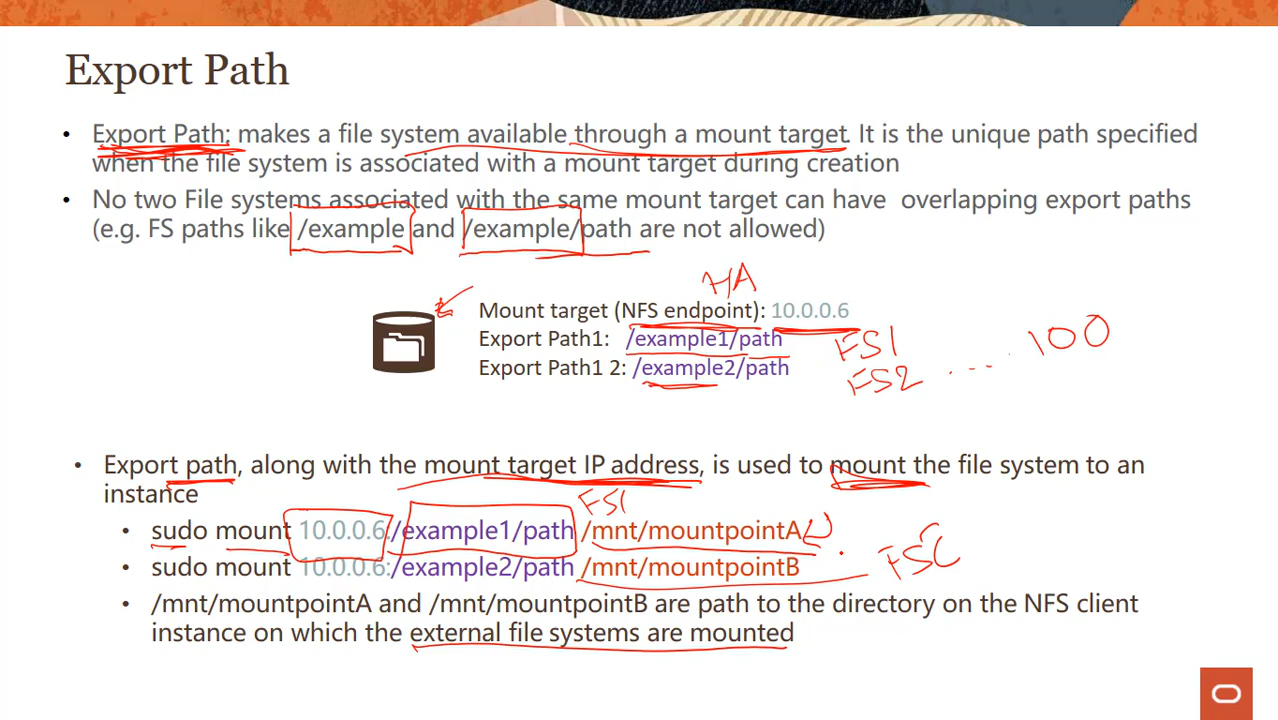 Export Path
• Export Path: makes a file system available through a mount target. It is the unique path specified
when the file system is associated with a mount target during creation
• No two File systems associated with the same mount target can have overlapping export paths
(e.g. FS paths like /example and /example/path are not allowed)
HA
Mount target (NFS endpoint): 10.0.0.6
Export Path1: /example1/path
FS1
Export Path1 2: /example2/path
FS2 .... 100
• Export path, along with the mount target IP address, is used to mount the file system to an
instance
FS1
• sudo mount 10.0.0.6:/example1/path /mnt/mountpointA
• sudo mount 10.0.0.6:/example2/path /mnt/mountpointB
• /mnt/mountpointA and /mnt/mountpointB are path to the directory on the NFS client
instance on which the external file systems are mounted